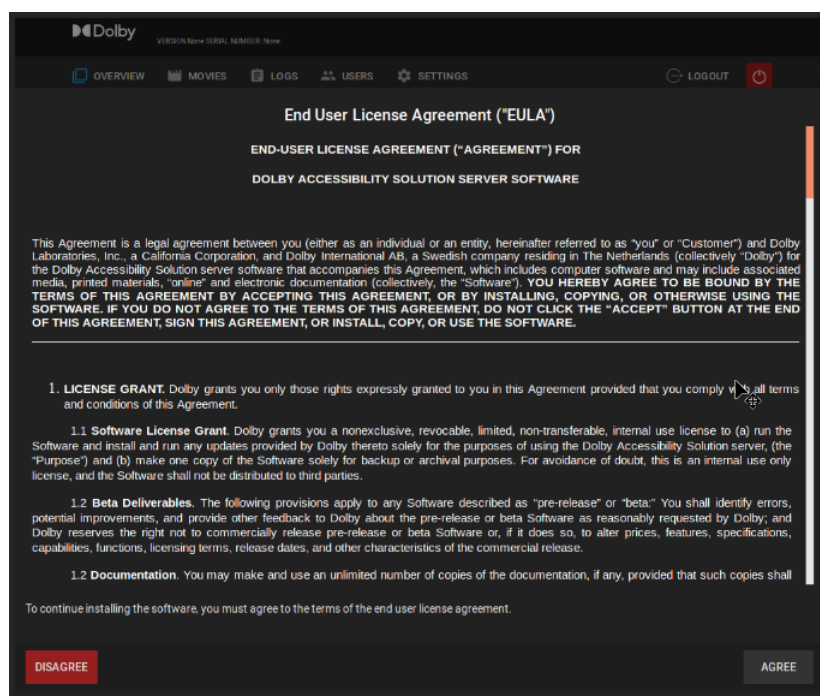 Dolby
VERSION None SERIAL NUMBER None
OVERVIEW MOVIES LOGS USERS SETTINGS LOGOUT
End User License Agreement ("EULA")
END-USER LICENSE AGREEMENT (“AGREEMENT”) FOR
DOLBY ACCESSIBILITY SOLUTION SERVER SOFTWARE
This Agreement is a legal agreement between you (either as an individual or an entity, hereinafter referred to as “you” or “Customer”) and Dolby
Laboratories, Inc., a California Corporation, and Dolby International AB, a Swedish company residing in The Netherlands (collectively “Dolby”) for
the Dolby Accessibility Solution server software that accompanies this Agreement, which includes computer software and may include associated
media, printed materials, “online” and electronic documentation (collectively, the “Software”). YOU HEREBY AGREE TO BE BOUND BY THE
TERMS OF THIS AGREEMENT BY ACCEPTING THIS AGREEMENT, OR BY INSTALLING, COPYING, OR OTHERWISE USING THE
SOFTWARE. IF YOU DO NOT AGREE TO THE TERMS OF THIS AGREEMENT, DO NOT CLICK THE “ACCEPT” BUTTON AT THE END
OF THIS AGREEMENT, SIGN THIS AGREEMENT, OR INSTALL, COPY, OR USE THE SOFTWARE.
1. LICENSE GRANT. Dolby grants you only those rights expressly granted to you in this Agreement provided that you comply with all terms
and conditions of this Agreement.
1.1 Software License Grant. Dolby grants you a nonexclusive, revocable, limited, non-transferable, internal use license to (a) run the
Software and install and run any updates provided by Dolby thereto solely for the purposes of using the Dolby Accessibility Solution server, (the
“Purpose”) and (b) make one copy of the Software solely for backup or archival purposes. For avoidance of doubt, this is an internal use only
license, and the Software shall not be distributed to third parties.
1.2 Beta Deliverables. The following provisions apply to any Software described as “pre-release” or “beta:” You shall identify errors,
potential improvements, and provide other feedback to Dolby about the pre-release or beta Software as reasonably requested by Dolby; and
Dolby reserves the right not to commercially release pre-release or beta Software or, if it does so, to alter prices, features, specifications,
capabilities, functions, licensing terms, release dates, and other characteristics of the commercial release.
1.2 Documentation. You may make and use an unlimited number of copies of the documentation, if any, provided that such copies shall
To continue installing the software, you must agree to the terms of the end user license agreement.
DISAGREE AGREE